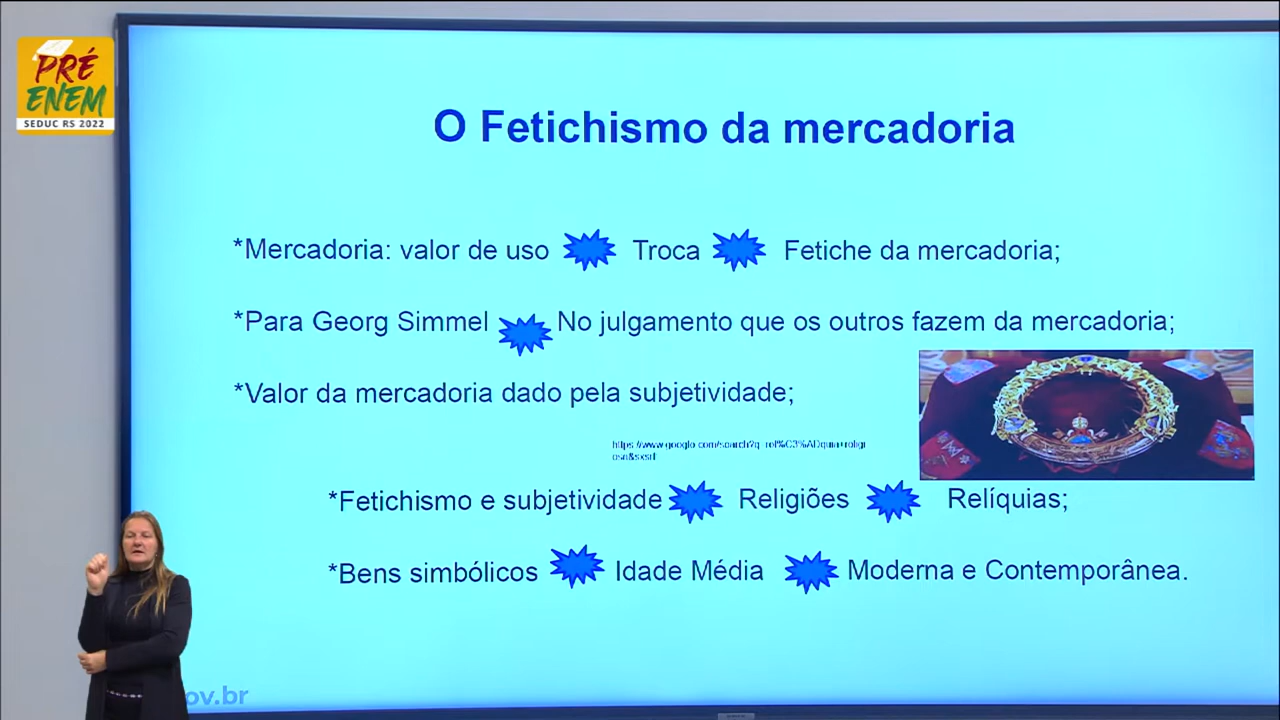 PRÉ
ENEM
SEDUC RS 2022
O Fetichismo da mercadoria
*Mercadoria: valor de uso Troca Fetiche da mercadoria;
*Para Georg Simmel No julgamento que os outros fazem da mercadoria;
*Valor da mercadoria dado pela subjetividade;
*Fetichismo e subjetividade Religiões Relíquias;
*Bens simbólicos Idade Média Moderna e Contemporânea.
ov.br